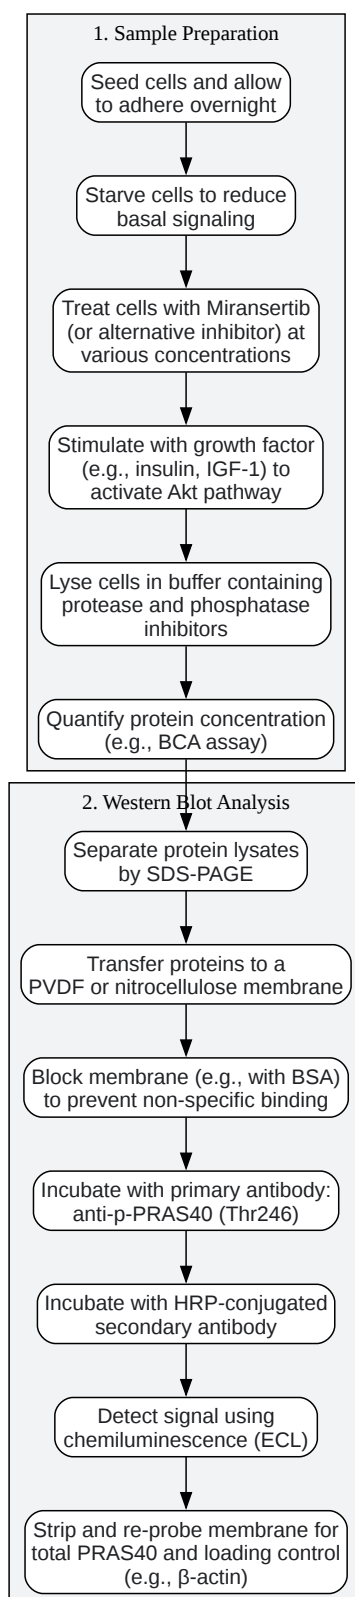 1. Sample Preparation
Seed cells and allow
to adhere overnight
Starve cells to reduce
basal signaling
Treat cells with Miransertib
(or alternative inhibitor) at
various concentrations
Stimulate with growth factor
(e.g., insulin, IGF-1) to
activate Akt pathway
Lyse cells in buffer containing
protease and phosphatase
inhibitors
Quantify protein concentration
(e.g., BCA assay)
2. Western Blot Analysis
Separate protein lysates
by SDS-PAGE
Transfer proteins to a
PVDF or nitrocellulose membrane
Block membrane (e.g., with BSA)
to prevent non-specific binding
Incubate with primary antibody:
anti-p-PRAS40 (Thr246)
Incubate with HRP-conjugated
secondary antibody
Detect signal using
chemiluminescence (ECL)
Strip and re-probe membrane for
total PRAS40 and loading control
(e.g., β-actin)